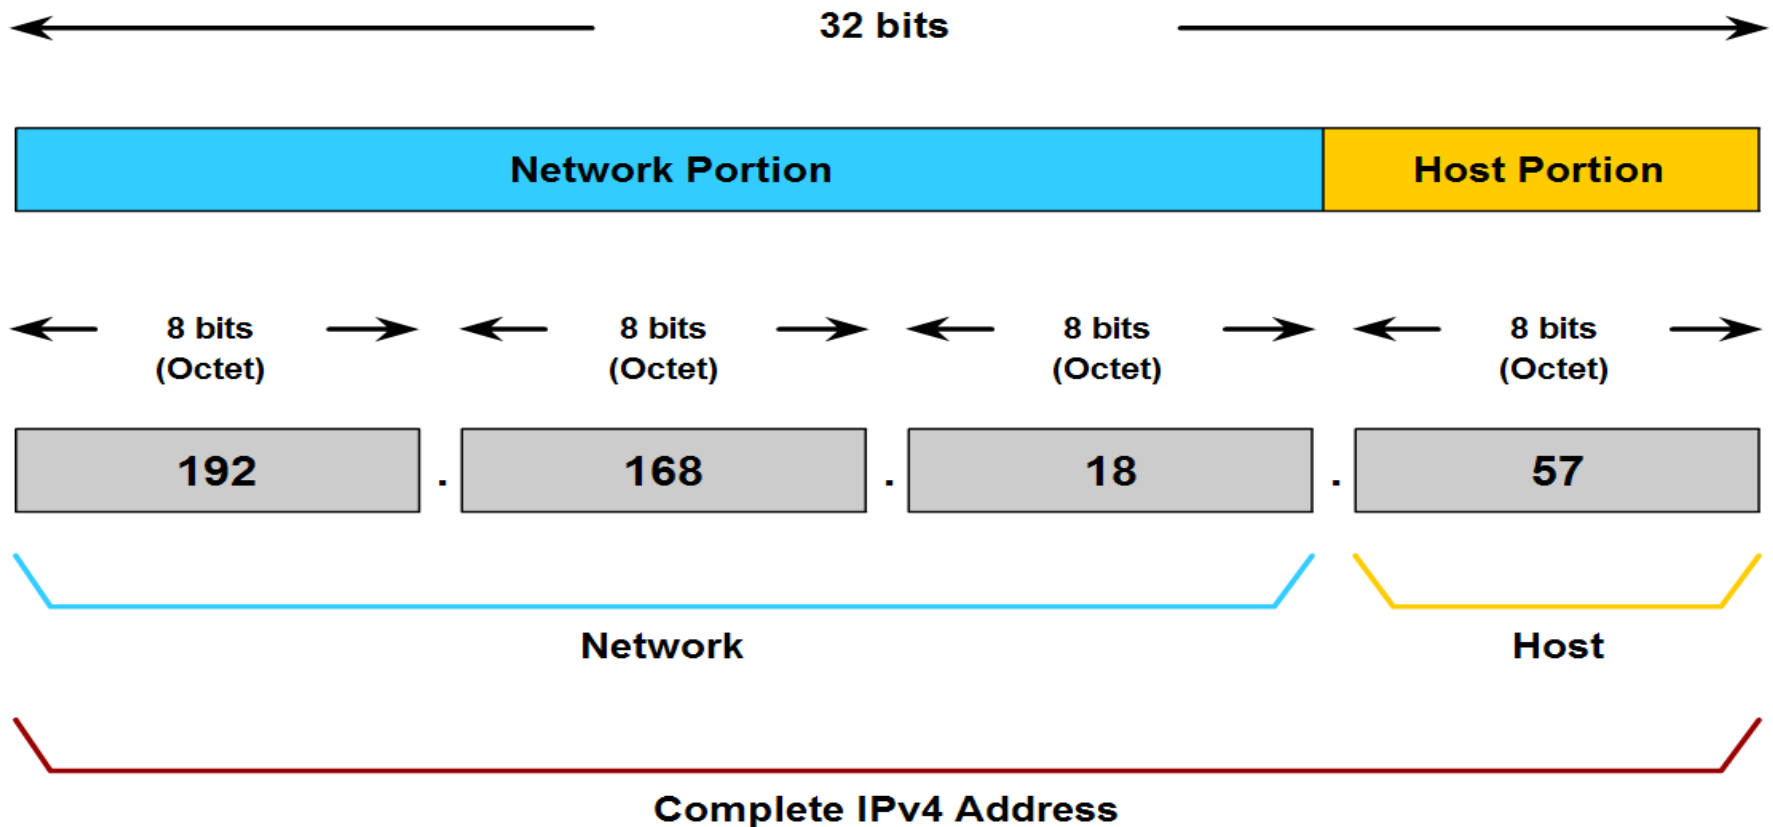 32 bits
Network Portion Host Portion
8 bits 8 bits 8 bits 8 bits
(Octet) (Octet) (Octet) (Octet)
192 . 168 . 18 . 57
Network Host
Complete IPv4 Address